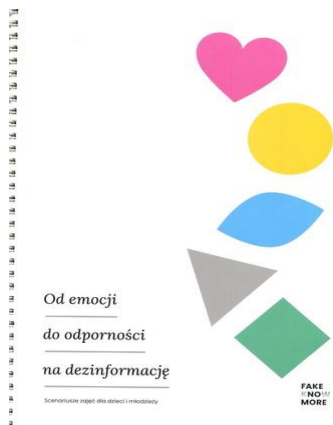 Od emocji
do odporności
na dezinformację
Scenariusze zajęć dla dzieci i młodzieży
FAKE
KNOW
MORE